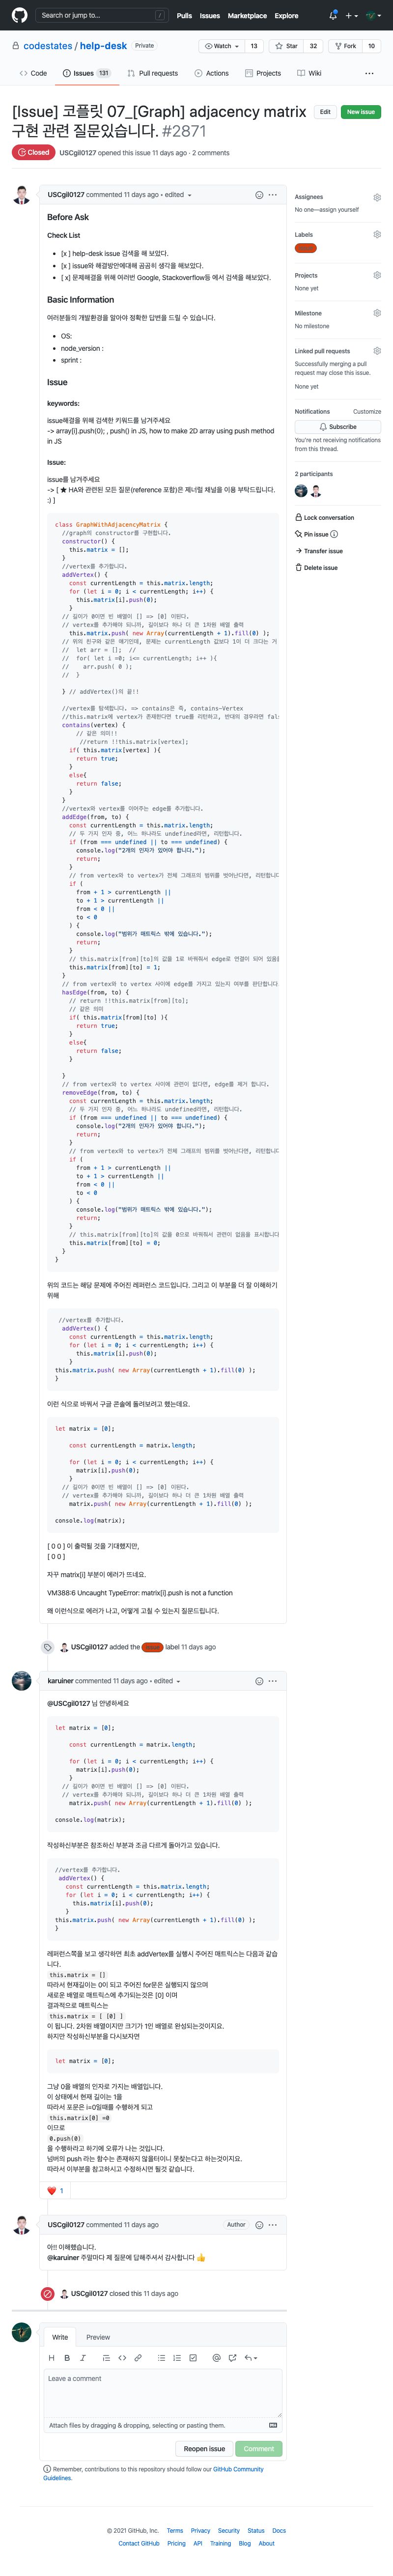 Search or jump to...
/
Pulls Issues Marketplace Explore
codestates / help-desk Private
Watch 13 Star 32 Fork 10
Code Issues 131 Pull requests Actions Projects Wiki
[Issue] 코플릿 07_[Graph] adjacency matrix
구현 관련 질문있습니다. #2871
Edit New issue
Closed USCgil0127 opened this issue 11 days ago · 2 comments
USCgil0127 commented 11 days ago • edited
Before Ask
Check List
[x ] help-desk issue 검색을 해 보았다.
[x ] issue와 해결방안에대해 곰곰히 생각을 해보았다.
[ x] 문제해결을 위해 여러번 Google, Stackoverflow등 에서 검색을 해보았다.
Basic Information
여러분들의 개발환경을 알아야 정확한 답변을 드릴 수 있습니다.
OS:
node_version :
sprint :
Issue
keywords:
issue해결을 위해 검색한 키워드를 남겨주세요
-> array[i].push(0); , push() in JS, how to make 2D array using push method
in JS
Issue:
issue를 남겨주세요
-> [ ★ HA와 관련된 모든 질문(reference 포함)은 제너럴 채널을 이용 부탁드립니다.
:) ]
class GraphWithAdjacencyMatrix {
//graph의 constructor를 구현합니다.
constructor() {
this.matrix = [];
}
//vertex를 추가합니다.
addVertex() {
const currentLength = this.matrix.length;
for (let i = 0; i < currentLength; i++) {
this.matrix[i].push(0);
}
// 길이가 0이면 빈 배열이 [] => [0] 이된다.
// vertex를 추가해야 되니까, 길이보다 하나 더 큰 1차원 배열 출력
this.matrix.push( new Array(currentLength + 1).fill(0) );
// 위의 친구와 같은 얘기인데, 문제는 currentLength 값보다 1이 더 크다는 거
// let arr = []; //
// for( let i =0; i<= currentLength; i++ ){
// arr.push( 0 );
// }
} // addVertex()의 끝!!
//vertex를 탐색합니다. => contains은 즉, contains-Vertex
//this.matrix에 vertex가 존재한다면 true를 리턴하고, 반대의 경우라면 fal
contains(vertex) {
// 같은 의미!!
//return !!this.matrix[vertex];
if( this.matrix[vertex] ){
return true;
}
else{
return false;
}
}
//vertex와 vertex를 이어주는 edge를 추가합니다.
addEdge(from, to) {
const currentLength = this.matrix.length;
// 두 가지 인자 중, 어느 하나라도 undefined라면, 리턴합니다.
if (from === undefined || to === undefined) {
console.log("2개의 인자가 있어야 합니다.");
return;
}
// from vertex와 to vertex가 전체 그래프의 범위를 벗어난다면, 리턴합니다
if (
from + 1 > currentLength ||
to + 1 > currentLength ||
from < 0 ||
to < 0
) {
console.log("범위가 매트릭스 밖에 있습니다.");
return;
}
// this.matrix[from][to]의 값을 1로 바꿔줘서 edge로 연결이 되어 있음을
this.matrix[from][to] = 1;
}
// from vertex와 to vertex 사이에 edge를 가지고 있는지 여부를 판단합니다.
hasEdge(from, to) {
// return !!this.matrix[from][to];
// 같은 의미
if( this.matrix[from][to] ){
return true;
}
else{
return false;
}
}
// from vertex와 to vertex 사이에 관련이 없다면, edge를 제거 합니다.
removeEdge(from, to) {
const currentLength = this.matrix.length;
// 두 가지 인자 중, 어느 하나라도 undefined라면, 리턴합니다.
if (from === undefined || to === undefined) {
console.log("2개의 인자가 있어야 합니다.");
return;
}
// from vertex와 to vertex가 전체 그래프의 범위를 벗어난다면, 리턴합니다
if (
from + 1 > currentLength ||
to + 1 > currentLength ||
from < 0 ||
to < 0
) {
console.log("범위가 매트릭스 밖에 있습니다.");
return;
}
// this.matrix[from][to]의 값을 0으로 바꿔줘서 관련이 없음을 표시합니다
this.matrix[from][to] = 0;
}
}
위의 코드는 해당 문제에 주어진 레퍼런스 코드입니다. 그리고 이 부분을 더 잘 이해하기
위해
//vertex를 추가합니다.
addVertex() {
const currentLength = this.matrix.length;
for (let i = 0; i < currentLength; i++) {
this.matrix[i].push(0);
}
this.matrix.push( new Array(currentLength + 1).fill(0) );
}
이런 식으로 바꿔서 구글 콘솔에 돌려보려고 했는데요.
let matrix = [0];
const currentLength = matrix.length;
for (let i = 0; i < currentLength; i++) {
matrix[i].push(0);
}
// 길이가 0이면 빈 배열이 [] => [0] 이된다.
// vertex를 추가해야 되니까, 길이보다 하나 더 큰 1차원 배열 출력
matrix.push( new Array(currentLength + 1).fill(0) );
console.log(matrix);
[ 0 0 ] 이 출력될 것을 기대했지만,
[ 0 0 ]
자꾸 matrix[i] 부분이 에러가 뜨네요.
VM388:6 Uncaught TypeError: matrix[i].push is not a function
왜 이런식으로 에러가 나고, 어떻게 고칠 수 있는지 질문드립니다.
USCgil0127 added the label 11 days ago
karuiner commented 11 days ago • edited
@USCgil0127 님 안녕하세요
let matrix = [0];
const currentLength = matrix.length;
for (let i = 0; i < currentLength; i++) {
matrix[i].push(0);
}
// 길이가 0이면 빈 배열이 [] => [0] 이된다.
// vertex를 추가해야 되니까, 길이보다 하나 더 큰 1차원 배열 출력
matrix.push( new Array(currentLength + 1).fill(0) );
console.log(matrix);
작성하신부분은 참조하신 부분과 조금 다르게 돌아가고 있습니다.
//vertex를 추가합니다.
addVertex() {
const currentLength = this.matrix.length;
for (let i = 0; i < currentLength; i++) {
this.matrix[i].push(0);
}
this.matrix.push( new Array(currentLength + 1).fill(0) );
}
레퍼런스쪽을 보고 생각하면 최초 addVertex를 실행시 주어진 매트릭스는 다음과 같습
니다.
this.matrix = []
따라서 현재길이는 0이 되고 주어진 for문은 실행되지 않으며
새로운 배열로 매트릭스에 추가되는것은 [0] 이며
결과적으로 매트릭스는
this.matrix = [ [0] ]
이 됩니다. 2차원 배열이지만 크기가 1인 배열로 완성되는것이지요.
하지만 작성하신부분을 다시보자면
let matrix = [0];
그냥 0을 배열의 인자로 가지는 배열입니다.
이 상태에서 현재 길이는 1을
따라서 포문은 i=0일때를 수행하게 되고
this.matrix[0] =0
이므로
0.push(0)
을 수행하라고 하기에 오류가 나는 것입니다.
넘버의 push 라는 함수는 존재하지 않을터이니 못찾는다고 하는것이지요.
따라서 이부분을 참고하시고 수정하시면 될것 같습니다.
❤️ 1
USCgil0127 commented 11 days ago Author
아!! 이해했습니다.
@karuiner 주말마다 제 질문에 답해주셔서 감사합니다 👍
USCgil0127 closed this 11 days ago
Write Preview
Leave a comment
Attach files by dragging & dropping, selecting or pasting them.
Reopen issue Comment
Remember, contributions to this repository should follow our GitHub Community
Guidelines.
Assignees
No one—assign yourself
Labels
Projects
None yet
Milestone
No milestone
Linked pull requests
Successfully merging a pull
request may close this issue.
None yet
Notifications Customize
Subscribe
You're not receiving notifications
from this thread.
2 participants
Lock conversation
Pin issue
Transfer issue
Delete issue
© 2021 GitHub, Inc. Terms Privacy Security Status Docs
Contact GitHub Pricing API Training Blog About